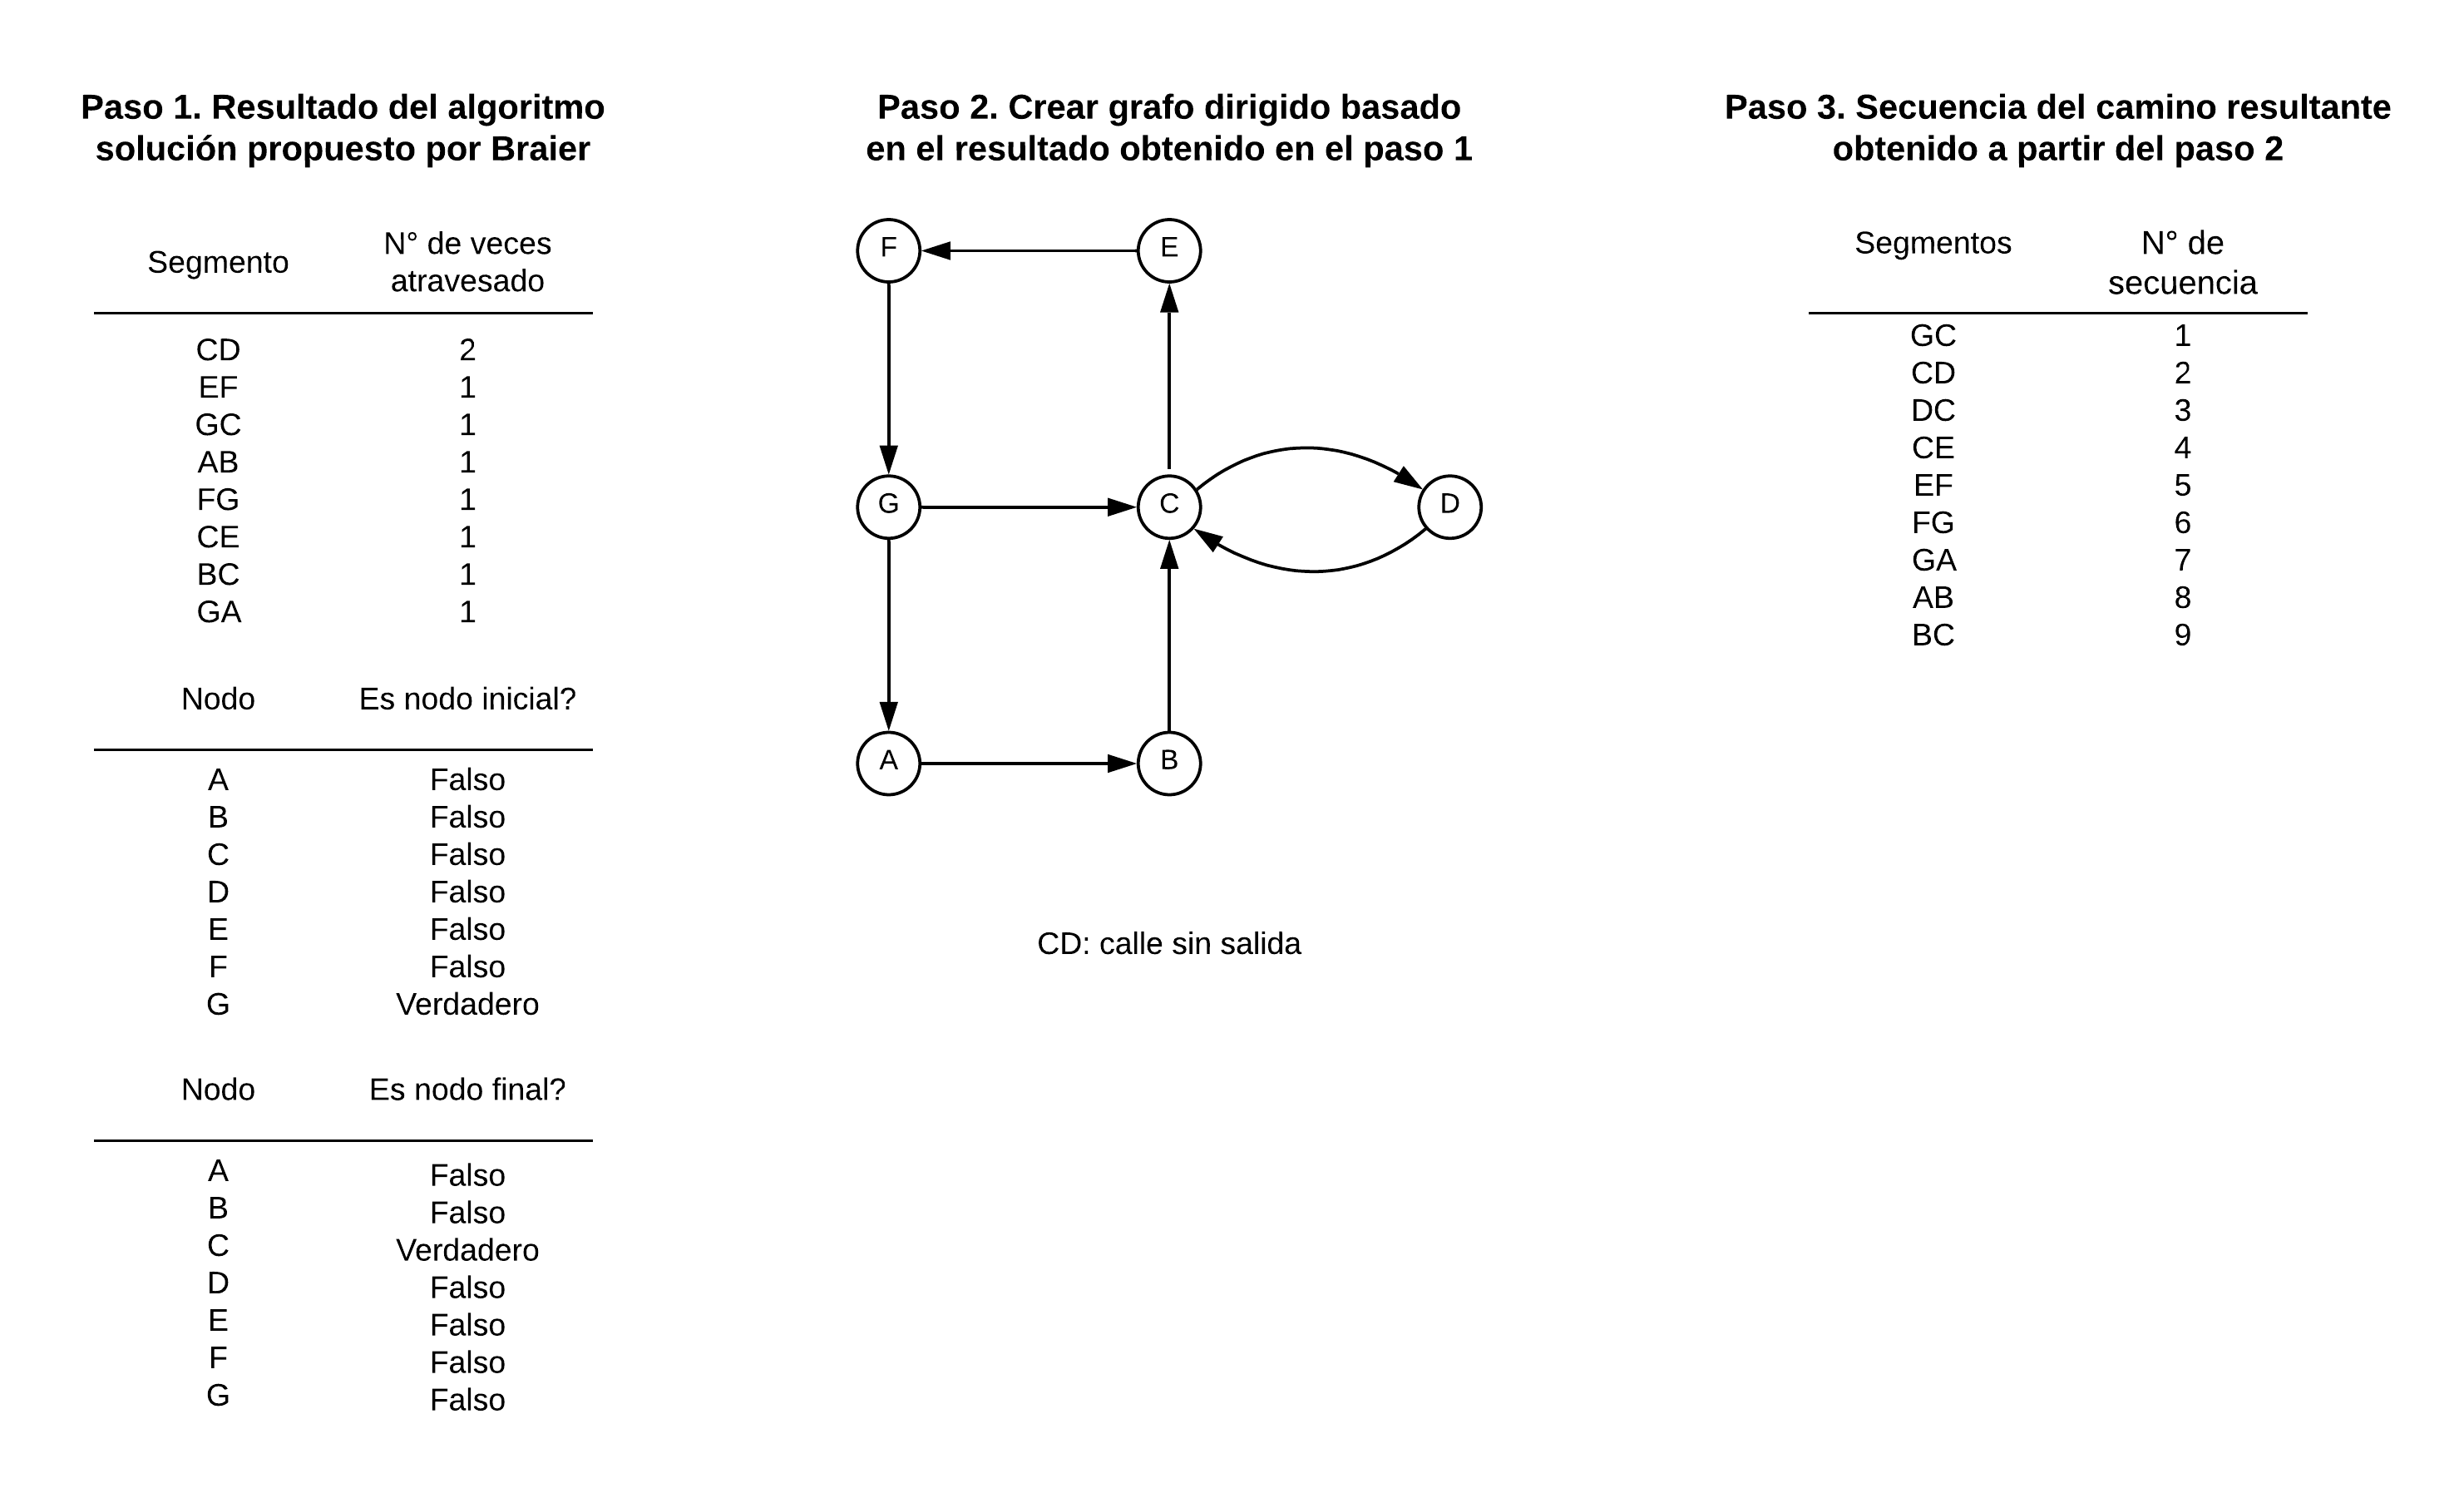 Paso 1. Resultado del algoritmo
solución propuesto por Braier
Segmento
N° de veces
atravesado
CD 2
EF 1
GC 1
AB 1
FG 1
CE 1
BC 1
GA 1
Nodo Es nodo inicial?
A Falso
B Falso
C Falso
D Falso
E Falso
F Falso
G Verdadero
Nodo Es nodo final?
A Falso
B Falso
C Verdadero
D Falso
E Falso
F Falso
G Falso
Paso 2. Crear grafo dirigido basado
en el resultado obtenido en el paso 1
F E
G C D
A B
CD: calle sin salida
Paso 3. Secuencia del camino resultante
obtenido a partir del paso 2
Segmentos N° de
secuencia
GC 1
CD 2
DC 3
CE 4
EF 5
FG 6
GA 7
AB 8
BC 9